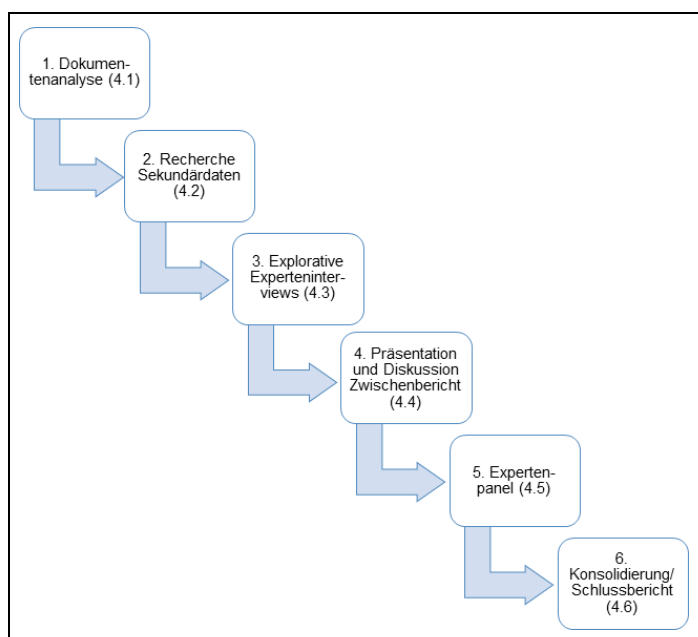 1. Dokumen-
tenanalyse (4.1)
2. Recherche
Sekundärdaten
(4.2)
3. Explorative
Experteninter-
views (4.3)
4. Präsentation
und Diskussion
Zwischenbericht
(4.4)
5. Experten-
panel (4.5)
6.
Konsolidierung/
Schlussbericht
(4.6)